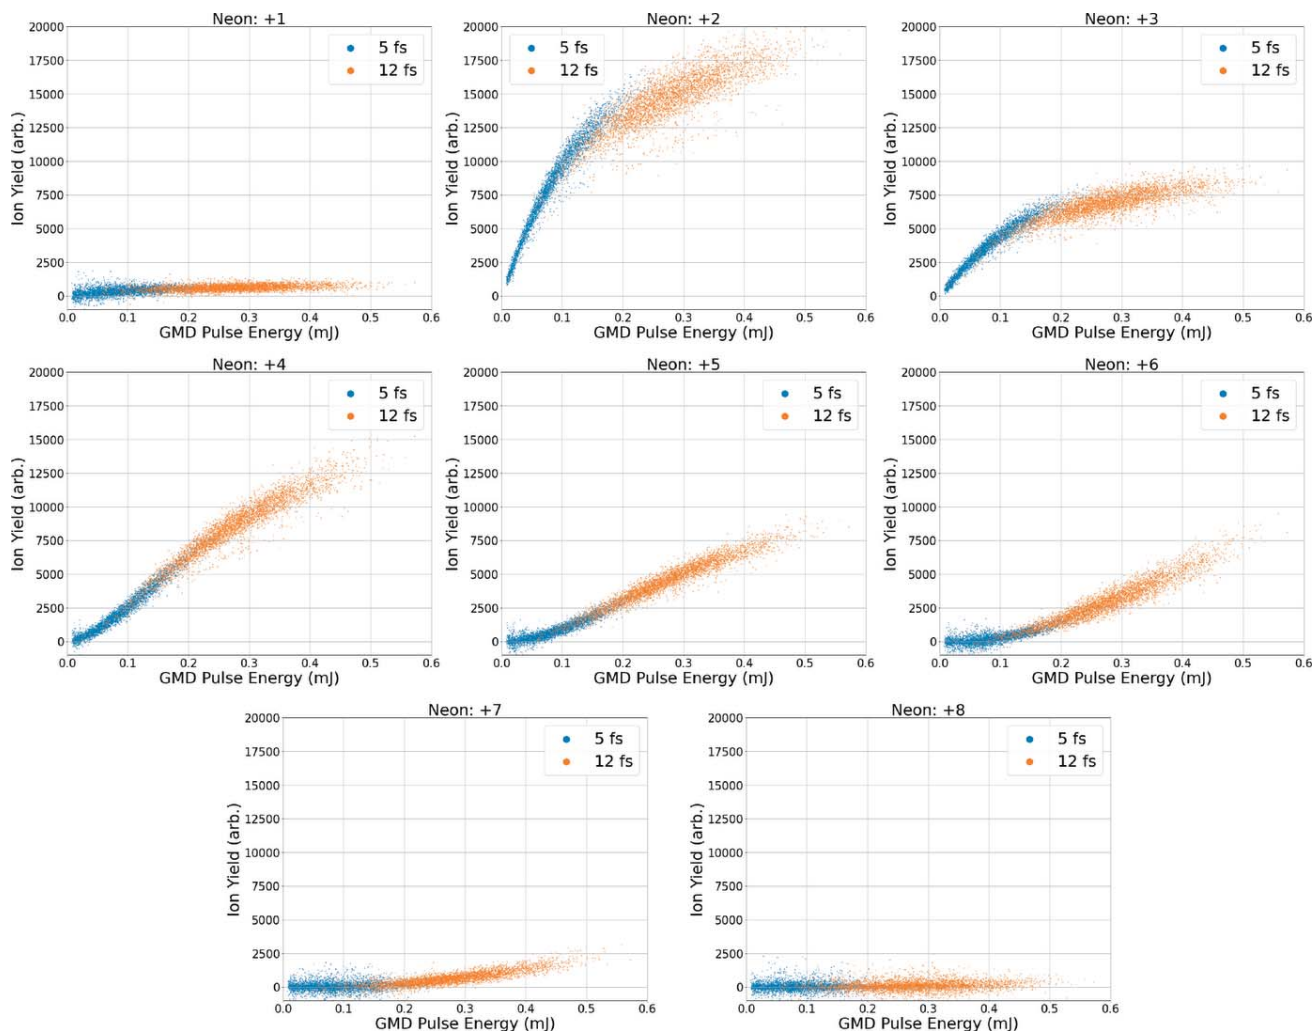 Neon: +1
20000
17500
15000
12500
10000
7500
5000
2500
0
Ion Yield (arb.)
5 fs
12 fs
0.0 0.1 0.2 0.3 0.4 0.5 0.6
GMD Pulse Energy (mJ)
Neon: +2
20000
17500
15000
12500
10000
7500
5000
2500
0
Ion Yield (arb.)
5 fs
12 fs
0.0 0.1 0.2 0.3 0.4 0.5 0.6
GMD Pulse Energy (mJ)
Neon: +3
20000
17500
15000
12500
10000
7500
5000
2500
0
Ion Yield (arb.)
5 fs
12 fs
0.0 0.1 0.2 0.3 0.4 0.5 0.6
GMD Pulse Energy (mJ)
Neon: +4
20000
17500
15000
12500
10000
7500
5000
2500
0
Ion Yield (arb.)
5 fs
12 fs
0.0 0.1 0.2 0.3 0.4 0.5 0.6
GMD Pulse Energy (mJ)
Neon: +5
20000
17500
15000
12500
10000
7500
5000
2500
0
Ion Yield (arb.)
5 fs
12 fs
0.0 0.1 0.2 0.3 0.4 0.5 0.6
GMD Pulse Energy (mJ)
Neon: +6
20000
17500
15000
12500
10000
7500
5000
2500
0
Ion Yield (arb.)
5 fs
12 fs
0.0 0.1 0.2 0.3 0.4 0.5 0.6
GMD Pulse Energy (mJ)
Neon: +7
20000
17500
15000
12500
10000
7500
5000
2500
0
Ion Yield (arb.)
5 fs
12 fs
0.0 0.1 0.2 0.3 0.4 0.5 0.6
GMD Pulse Energy (mJ)
Neon: +8
20000
17500
15000
12500
10000
7500
5000
2500
0
Ion Yield (arb.)
5 fs
12 fs
0.0 0.1 0.2 0.3 0.4 0.5 0.6
GMD Pulse Energy (mJ)